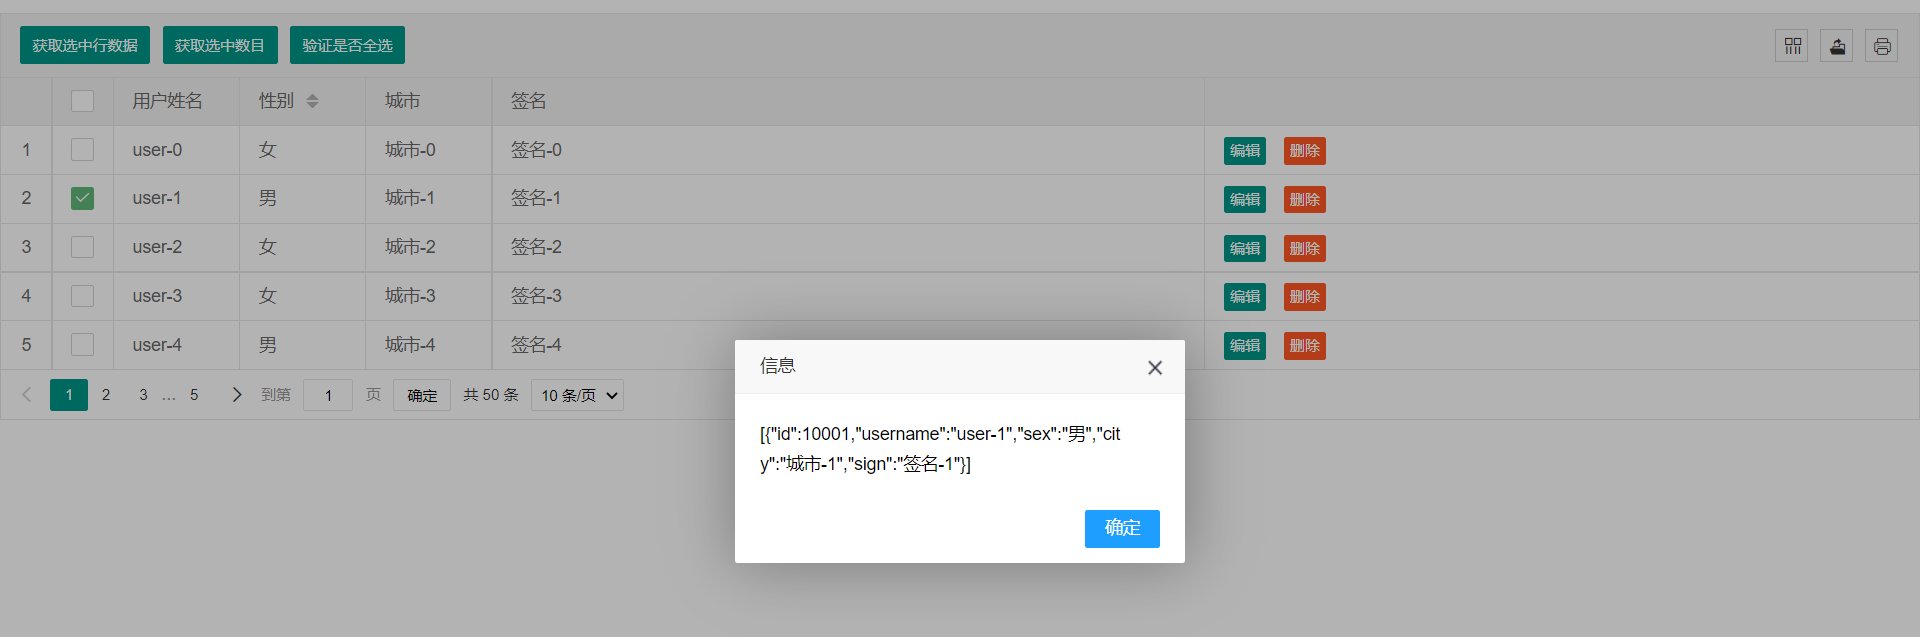 获取选中行数据 获取选中数目 验证是否全选
用户姓名 性别 城市 签名
1 user-0 女 城市-0 签名-0 编辑 删除
2 user-1 男 城市-1 签名-1 编辑 删除
3 user-2 女 城市-2 签名-2 编辑 删除
4 user-3 女 城市-3 签名-3 编辑 删除
5 user-4 男 城市-4 签名-4 编辑 删除
1 2 3 … 5 到第 1 页 确定 共 50 条 10 条/页
信息
[{"id":10001,"username":"user-1","sex":"男","cit
y":"城市-1","sign":"签名-1"}]
确定